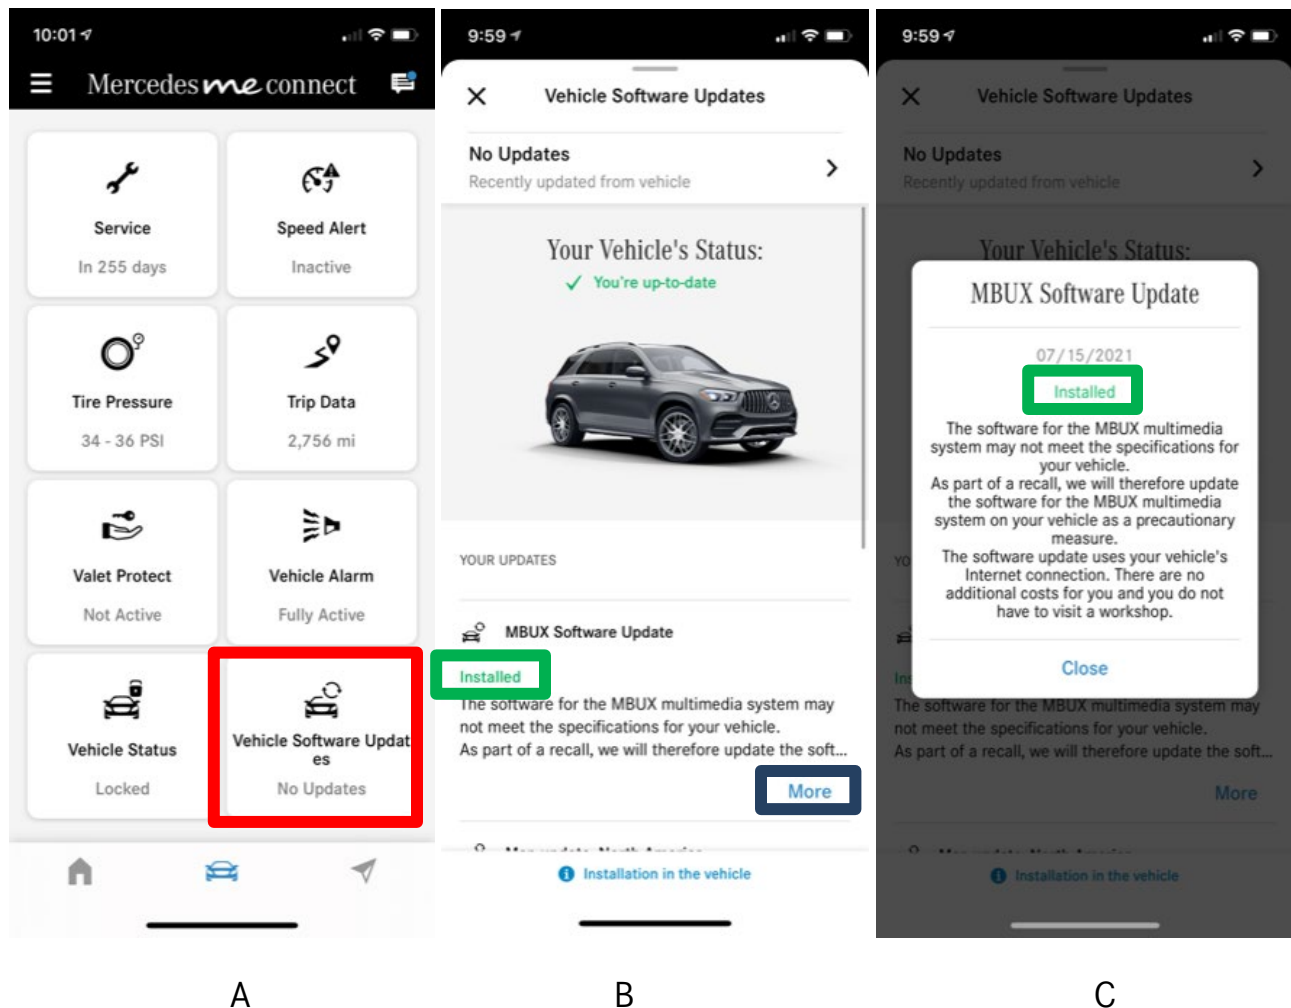 10:01
Mercedes me connect
Service
In 255 days
Speed Alert
Inactive
Tire Pressure
34 - 36 PSI
Trip Data
2,756 mi
Valet Protect
Not Active
Vehicle Alarm
Fully Active
Vehicle Status
Locked
Vehicle Software Updat
es
No Updates
A
9:59
Vehicle Software Updates
No Updates
Recently updated from vehicle
Your Vehicle's Status:
You're up-to-date
YOUR UPDATES
MBUX Software Update
Installed
The software for the MBUX multimedia system may
not meet the specifications for your vehicle.
As part of a recall, we will therefore update the soft...
More
Map update, North America
Installation in the vehicle
B
9:59
Vehicle Software Updates
No Updates
Recently updated from vehicle
Your Vehicle's Status:
MBUX Software Update
07/15/2021
Installed
The software for the MBUX multimedia
system may not meet the specifications for
your vehicle.
As part of a recall, we will therefore update
the software for the MBUX multimedia
system on your vehicle as a precautionary
measure.
The software update uses your vehicle's
Internet connection. There are no
additional costs for you and you do not
have to visit a workshop.
Close
YO
Ins
The software for the MBUX multimedia system may
not meet the specifications for your vehicle.
As part of a recall, we will therefore update the soft...
More
Map update, North America
Installation in the vehicle
C